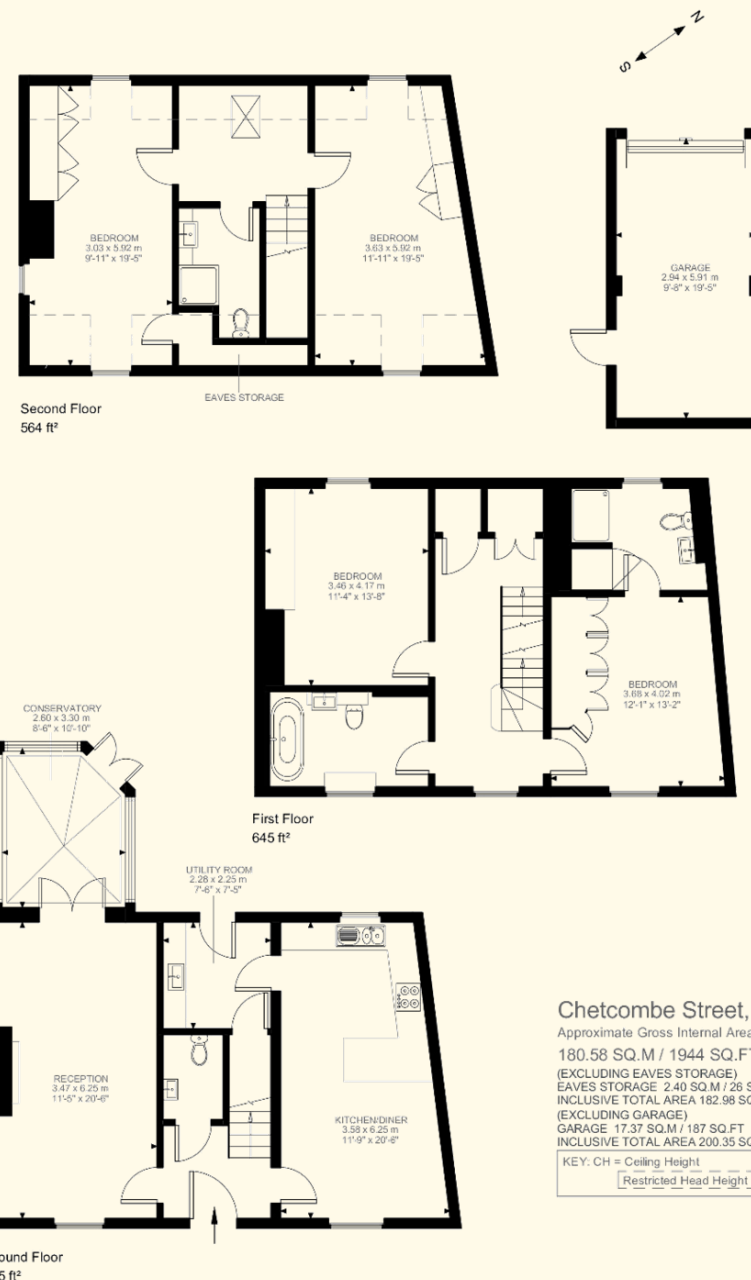 N
S
BEDROOM
3.03 x 5.92 m
9'-11" x 19'-5"
BEDROOM
3.63 x 5.92 m
11'-11" x 19'-5"
EAVES STORAGE
Second Floor
564 ft²
GARAGE
2.94 x 5.91 m
9'-8" x 19'-5"
BEDROOM
3.46 x 4.17 m
11'-4" x 13'-8"
BEDROOM
3.68 x 4.02 m
12'-1" x 13'-2"
First Floor
645 ft²
CONSERVATORY
2.60 x 3.30 m
8'-6" x 10'-10"
UTILITY ROOM
2.28 x 2.25 m
7'-6" x 7'-5"
RECEPTION
3.47 x 6.25 m
11'-5" x 20'-6"
KITCHEN/DINER
3.58 x 6.25 m
11'-9" x 20'-6"
ound Floor
5 ft²
Chetcombe Street,
Approximate Gross Internal Area
180.58 SQ.M / 1944 SQ.FT
(EXCLUDING EAVES STORAGE)
EAVES STORAGE 2.40 SQ.M / 26 S
INCLUSIVE TOTAL AREA 182.98 SQ
(EXCLUDING GARAGE)
GARAGE 17.37 SQ.M / 187 SQ.FT
INCLUSIVE TOTAL AREA 200.35 SQ
KEY: CH = Ceiling Height
Restricted Head Height